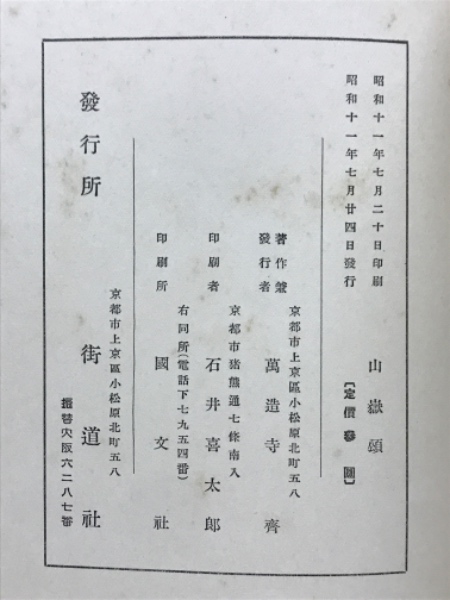 昭和十一年七月二十日印刷
昭和十一年七月廿四日發行
山嶽頌
〔定價參圓〕
著作兼
發行者
京都市上京區小松原北町五八
萬造寺齊
印刷者
京都市猪熊通七條南入
石井喜太郎
印刷所
右同所(電話下七九五四番)
國文社
發行所
京都市上京區小松原北町五八
街道社
振替大阪六二八七番